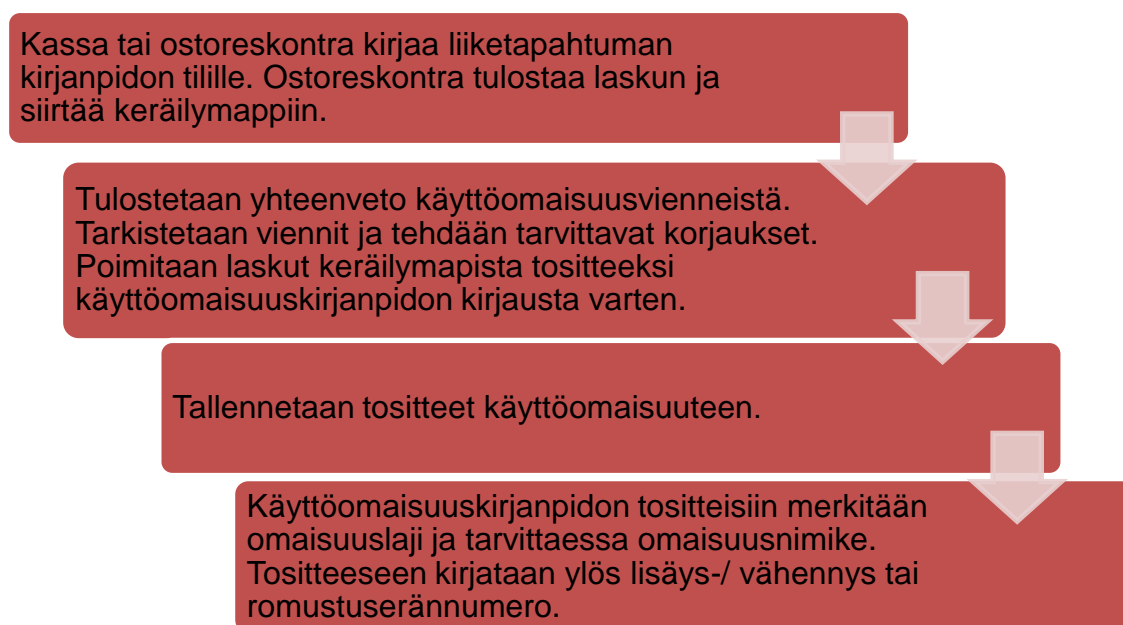 Kassa tai ostoreskontra kirjaa liiketapahtuman
kirjanpidon tilille. Ostoreskontra tulostaa laskun ja
siirtää keräilymappiin.
Tulostetaan yhteenveto käyttöomaisuusvienneistä.
Tarkistetaan viennit ja tehdään tarvittavat korjaukset.
Poimitaan laskut keräilymapista tositteeksi
käyttöomaisuuskirjanpidon kirjausta varten.
Tallennetaan tositteet käyttöomaisuuteen.
Käyttöomaisuuskirjanpidon tositteisiin merkitään
omaisuuslaji ja tarvittaessa omaisuusnimike.
Tositteeseen kirjataan ylös lisäys-/ vähennys tai
romustuserännumero.